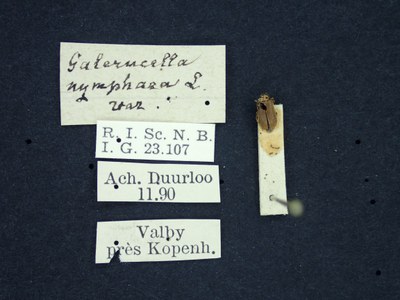 Galerucella
nymphaea L.
var.
R. I. Sc. N. B.
I. G. 23.107
Ach. Duurloo
11.90
Valby
près Kopenh.